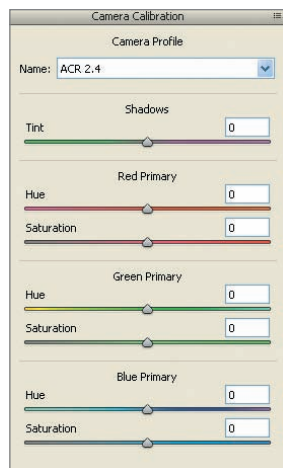 Camera Calibration
Camera Profile
Name: ACR 2.4
Shadows
Tint 0
Red Primary
Hue 0
Saturation 0
Green Primary
Hue 0
Saturation 0
Blue Primary
Hue 0
Saturation 0